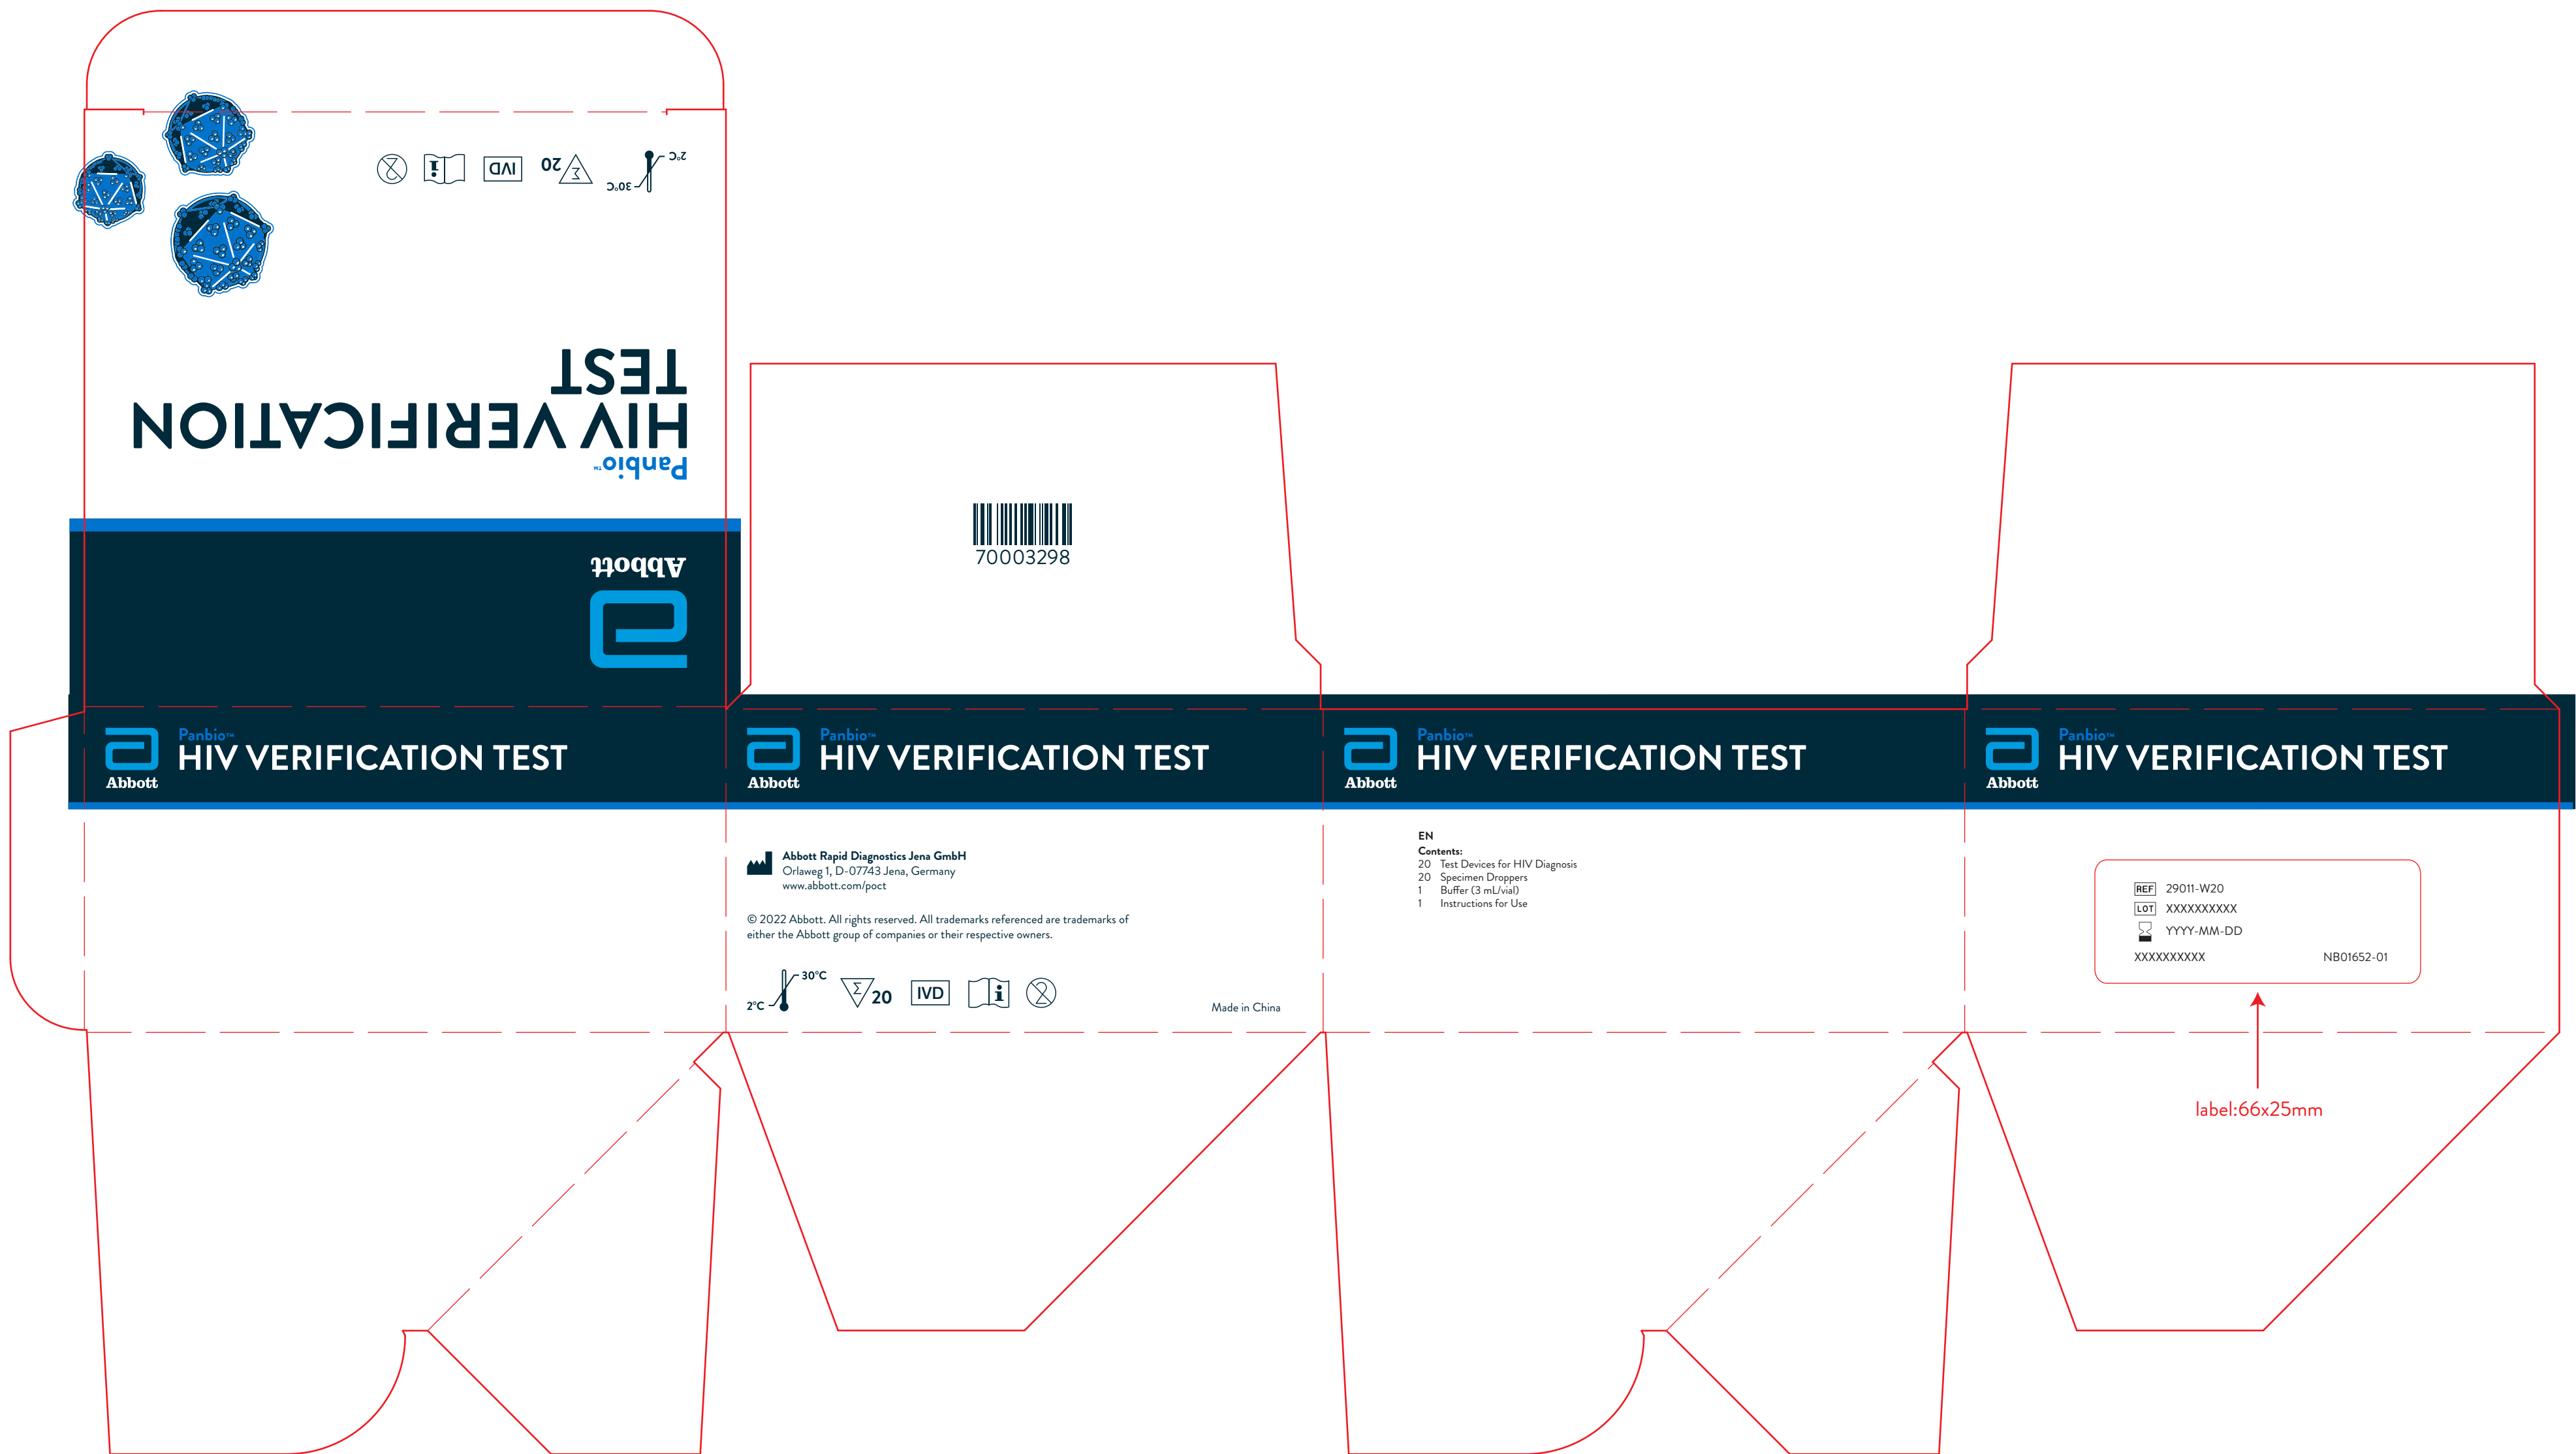 2°C
30°C
Σ
20
IVD
i
2
HIV VERIFICATION
TEST
Panbio™
Abbott
70003298
Panbio™
HIV VERIFICATION TEST
Abbott
Panbio™
HIV VERIFICATION TEST
Abbott
Panbio™
HIV VERIFICATION TEST
Abbott
Panbio™
HIV VERIFICATION TEST
Abbott
Abbott Rapid Diagnostics Jena GmbH
Orlaweg 1, D-07743 Jena, Germany
www.abbott.com/poct
© 2022 Abbott. All rights reserved. All trademarks referenced are trademarks of
either the Abbott group of companies or their respective owners.
2°C
30°C
Σ
20
IVD
i
2
Made in China
EN
Contents:
20 Test Devices for HIV Diagnosis
20 Specimen Droppers
1 Buffer (3 mL/vial)
1 Instructions for Use
REF 29011-W20
LOT XXXXXXXXXX
YYYY-MM-DD
XXXXXXXXXX NB01652-01
label:66x25mm